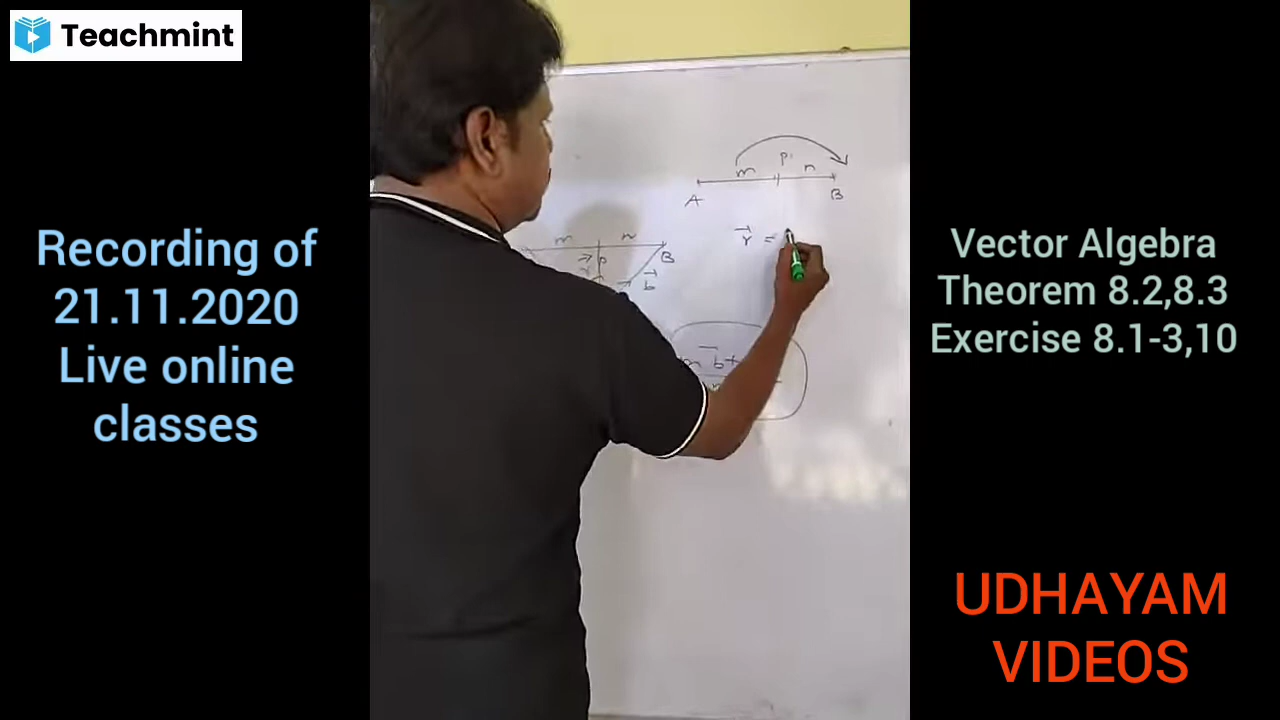 Teachmint
Recording of
21.11.2020
Live online
classes
Vector Algebra
Theorem 8.2,8.3
Exercise 8.1-3,10
UDHAYAM
VIDEOS
m P n
A B
r⃗ =
m n
P B
b⃗
m b⃗ +